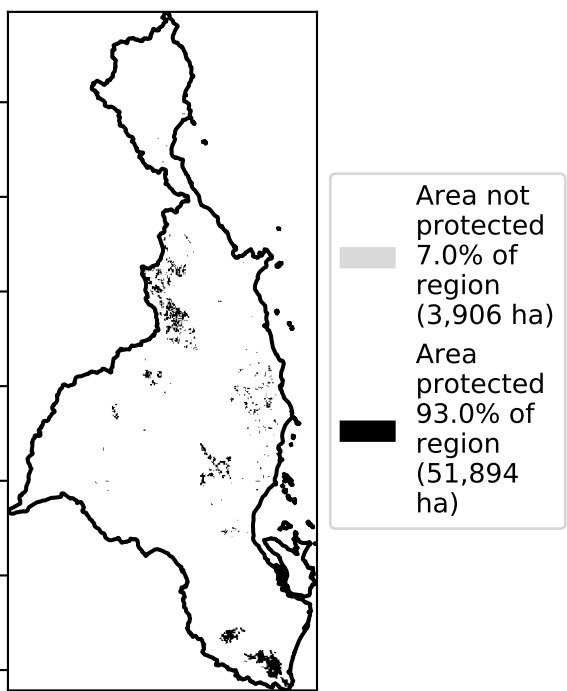 Area not
protected
7.0% of
region
(3,906 ha)
Area
protected
93.0% of
region
(51,894
ha)